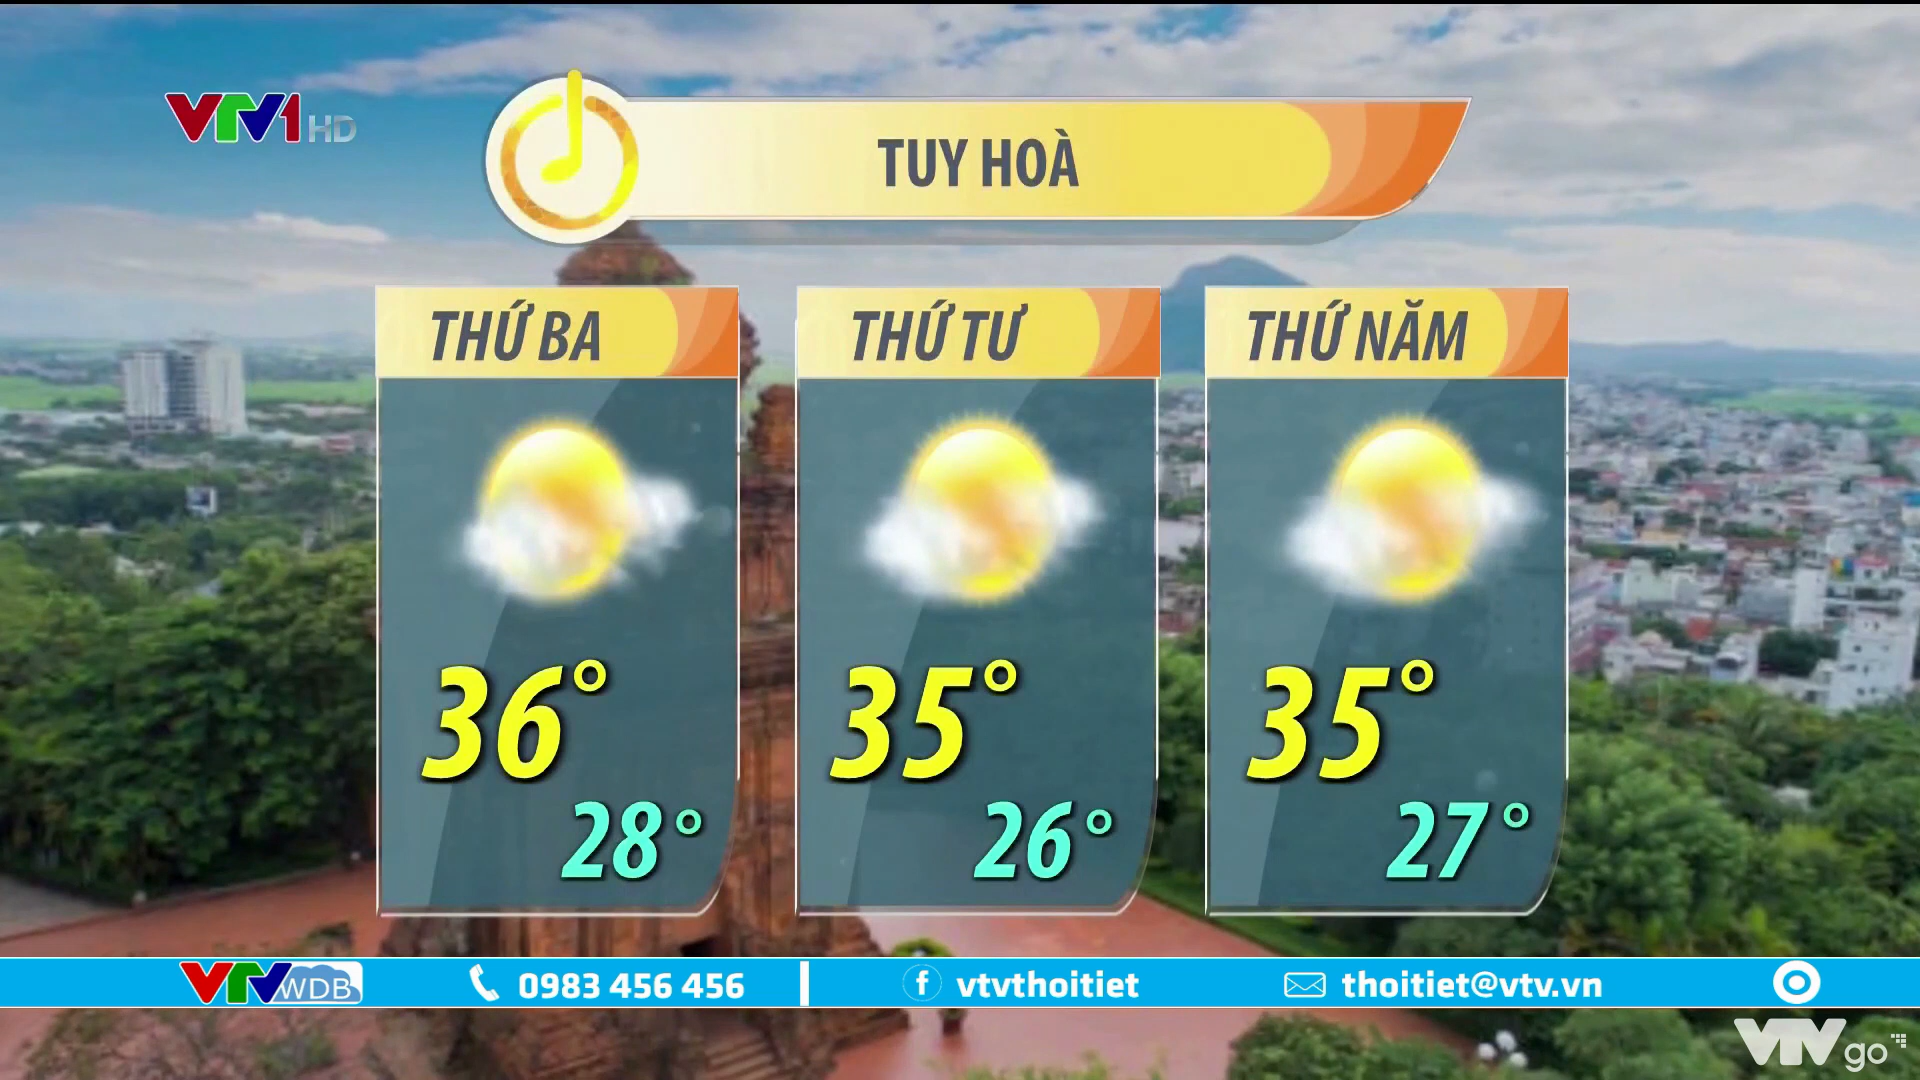 VTV1 HD
TUY HOÀ
THỨ BA
THỨ TƯ
THỨ NĂM
36°
35°
35°
28°
26°
27°
VTV WDB
0983 456 456
vtvthoitiet
thoitiet@vtv.vn
VTV go